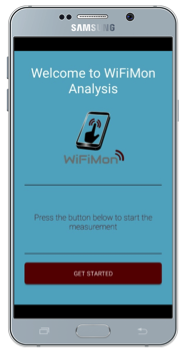 SAMSUNG
Welcome to WiFiMon
Analysis
WiFiMon
Press the button below to start the
measurement
GET STARTED